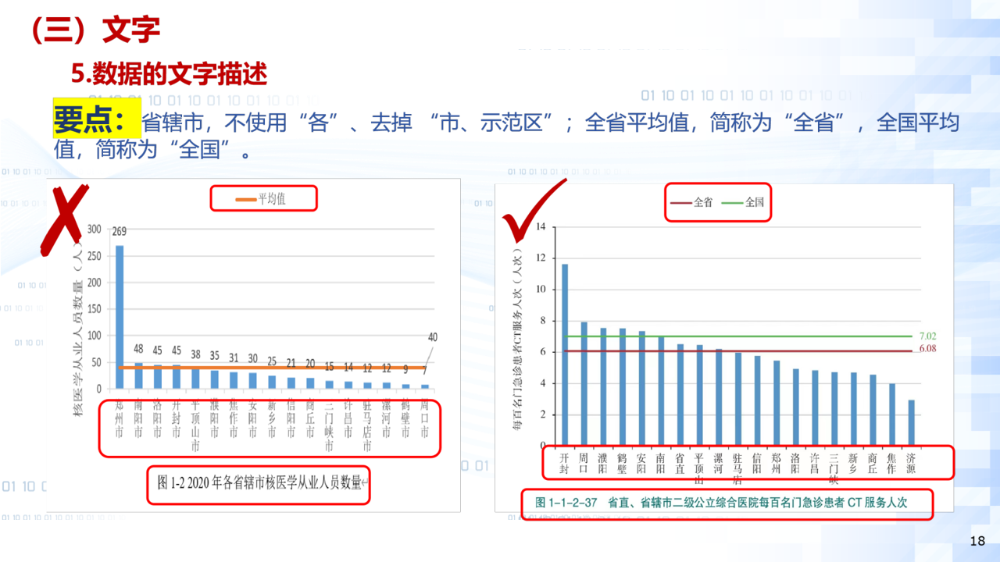 （三）文字
5.数据的文字描述
要点：省辖市，不使用“各”、去掉 “市、示范区”；全省平均值，简称为“全省”，全国平均
值，简称为“全国”。
平均值
核医学从业人员数量（人）
300
250
200
150
100
50
0
269
48
45
45
38
35
31
30
25
21
20
15
14
12
12
9
7
40
郑州市
南阳市
洛阳市
开封市
平顶山市
濮阳市
焦作市
安阳市
新乡市
信阳市
商丘市
三门峡市
许昌市
驻马店市
漯河市
鹤壁市
周口市
图 1-2 2020 年各省辖市核医学从业人员数量
全省
全国
每百名门急诊患者CT服务人次（人次）
14
12
10
8
6
4
2
0
7.02
6.08
开封
周口
濮阳
鹤壁
安阳
南阳
省直
平顶山
漯河
驻马店
信阳
郑州
洛阳
许昌
三门峡
新乡
商丘
焦作
济源
图 1-1-2-37 省直、省辖市二级公立综合医院每百名门急诊患者 CT 服务人次
18